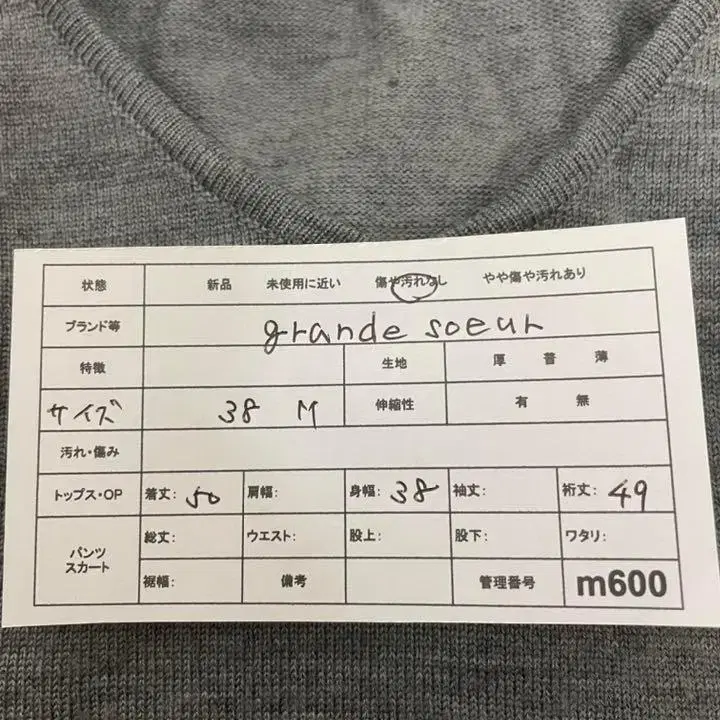 状態 新品 未使用に近い 傷や汚れなし やや傷や汚れあり
ブランド等 grande soeur
特徴 生地 厚 普 薄
サイズ 38 M 伸縮性 有 無
汚れ・傷み
トップス・OP 着丈: 50 肩幅: 身幅: 38 袖丈: 裄丈: 49
パンツ スカート 総丈: ウエスト: 股上: 股下: ワタリ:
裾幅: 備考 管理番号 m600